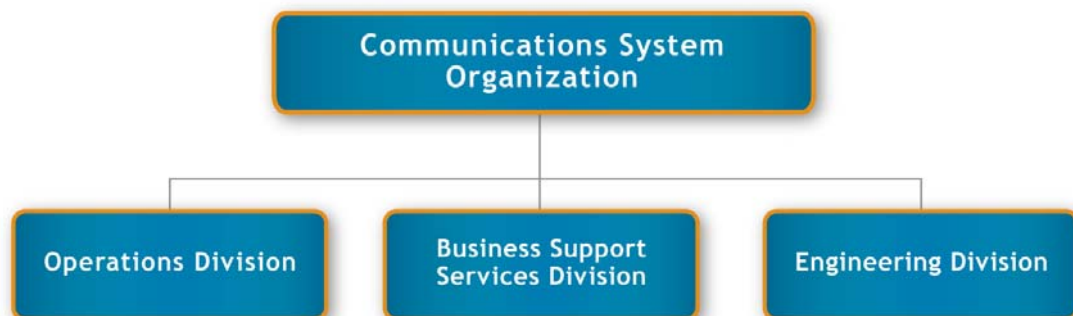 Communications System
Organization
Operations Division
Business Support
Services Division
Engineering Division